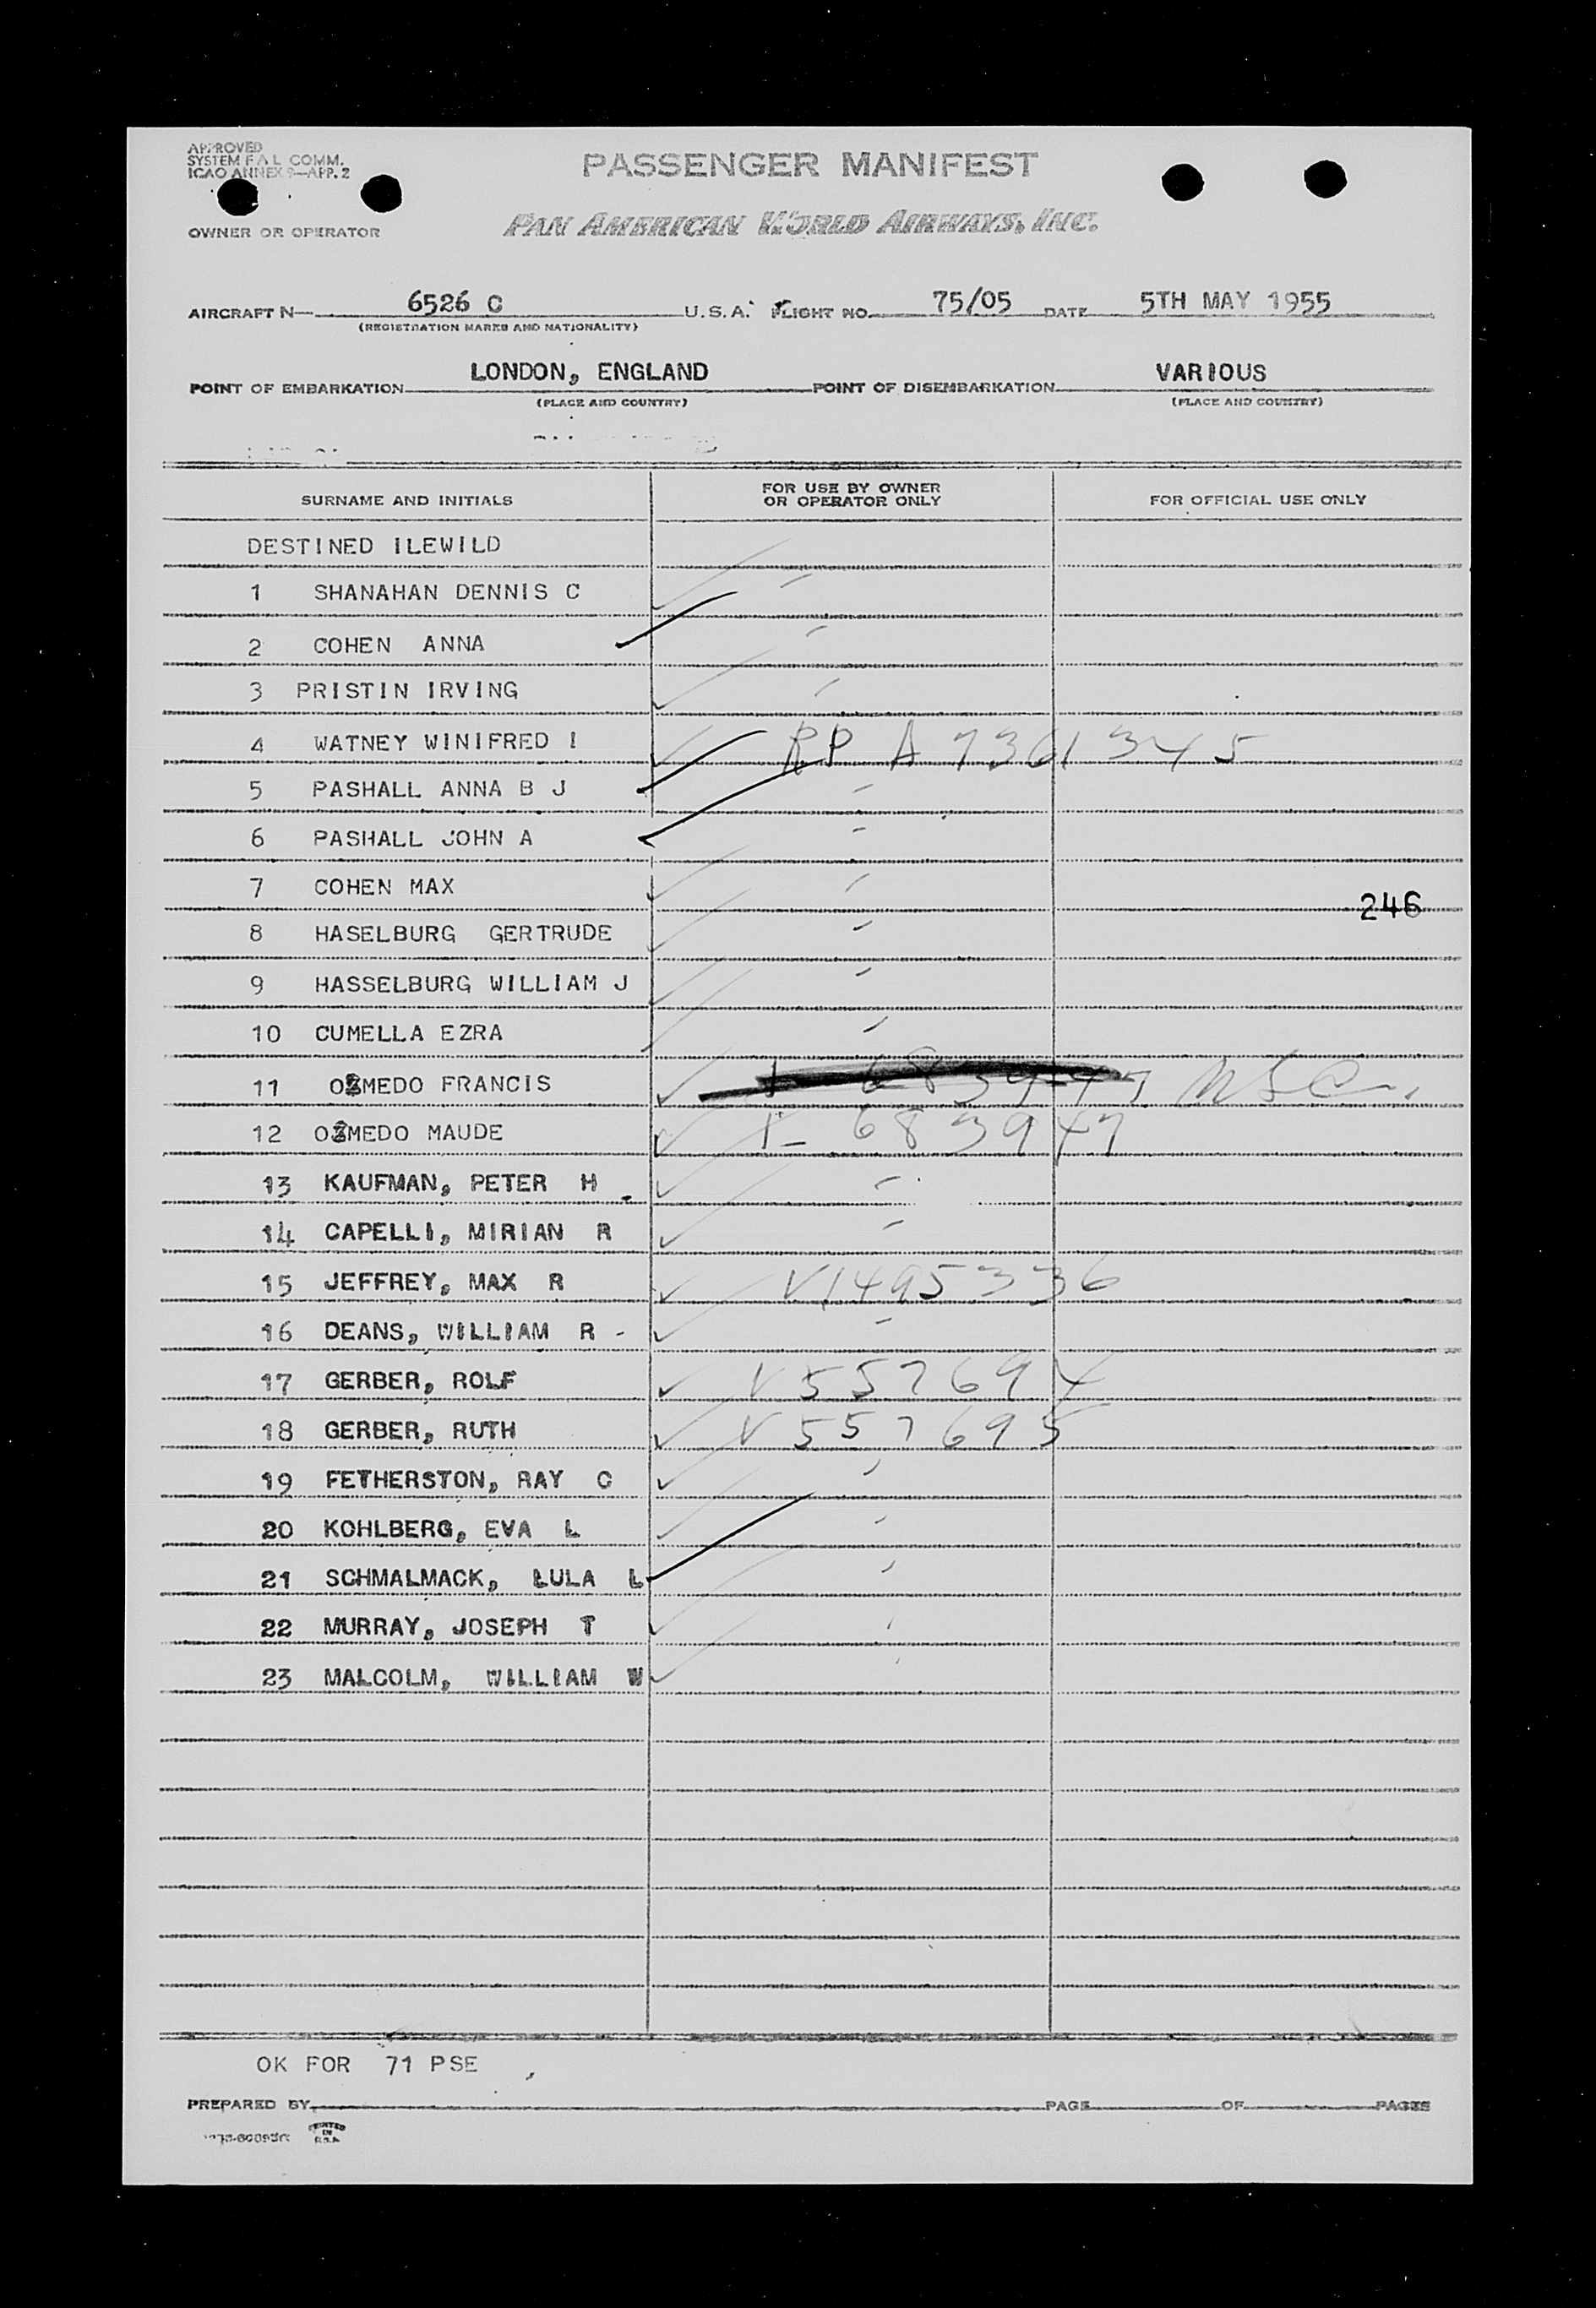 APPROVED
SYSTEM F A L COMM.
ICAO ANNEX 9—APP. 2
PASSENGER MANIFEST
OWNER OR OPERATOR
PAN AMERICAN WORLD AIRWAYS, INC.
AIRCRAFT N— 6526 C U.S.A. FLIGHT NO. 75/05 DATE 5TH MAY 1955
(REGISTRATION MARKS AND NATIONALITY)
POINT OF EMBARKATION LONDON, ENGLAND POINT OF DISEMBARKATION VARIOUS
(PLACE AND COUNTRY) (PLACE AND COUNTRY)
SURNAME AND INITIALS FOR USE BY OWNER OR OPERATOR ONLY FOR OFFICIAL USE ONLY
DESTINED ILEWILD
1 SHANAHAN DENNIS C
2 COHEN ANNA
3 PRISTIN IRVING
4 WATNEY WINIFRED I RP A 7361345
5 PASHALL ANNA B J
6 PASHALL JOHN A
7 COHEN MAX
246
8 HASELBURG GERTRUDE
9 HASSELBURG WILLIAM J
10 CUMELLA EZRA
11 FRANCIS
12 MAUDE 683947
13 KAUFMAN, PETER H
14 CAPELLI, MIRIAN R
15 JEFFREY, MAX R V1495336
16 DEANS, WILLIAM R -
17 GERBER, ROLF V557694
18 GERBER, RUTH V557695
19 FETHERSTON, RAY C
20 KOHLBERG, EVA L
21 SCHMALMACK, LULA L
22 MURRAY, JOSEPH T
23 MALCOLM, WILLIAM W
OK FOR 71 PSE
PREPARED BY PAGE OF PAGES
PRINTED
IN
U.S.A.